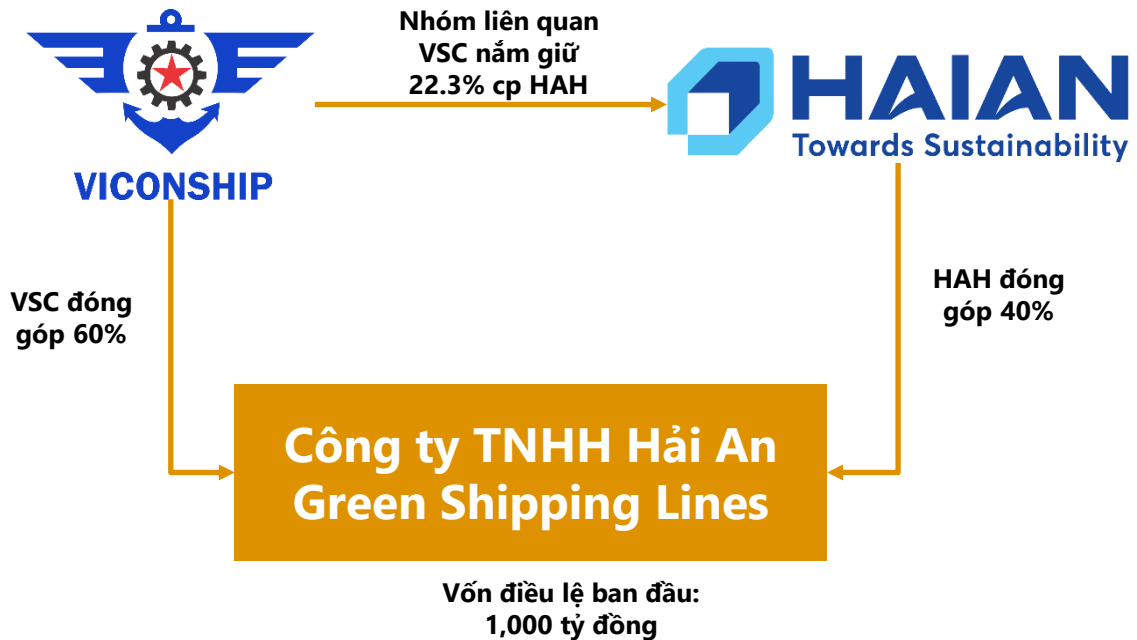 Nhóm liên quan
VSC nắm giữ
22.3% cp HAH
VICONSHIP
HAIAN
Towards Sustainability
VSC đóng
góp 60%
HAH đóng
góp 40%
Công ty TNHH Hải An
Green Shipping Lines
Vốn điều lệ ban đầu:
1,000 tỷ đồng